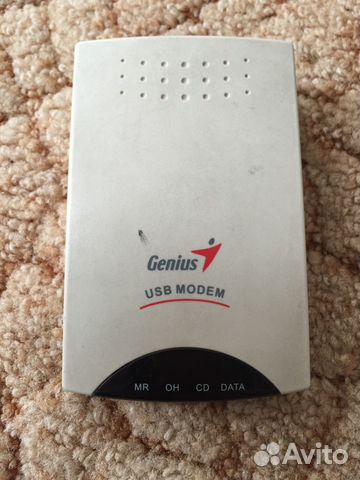 Genius
USB MODEM
MR OH CD DATA
Avito